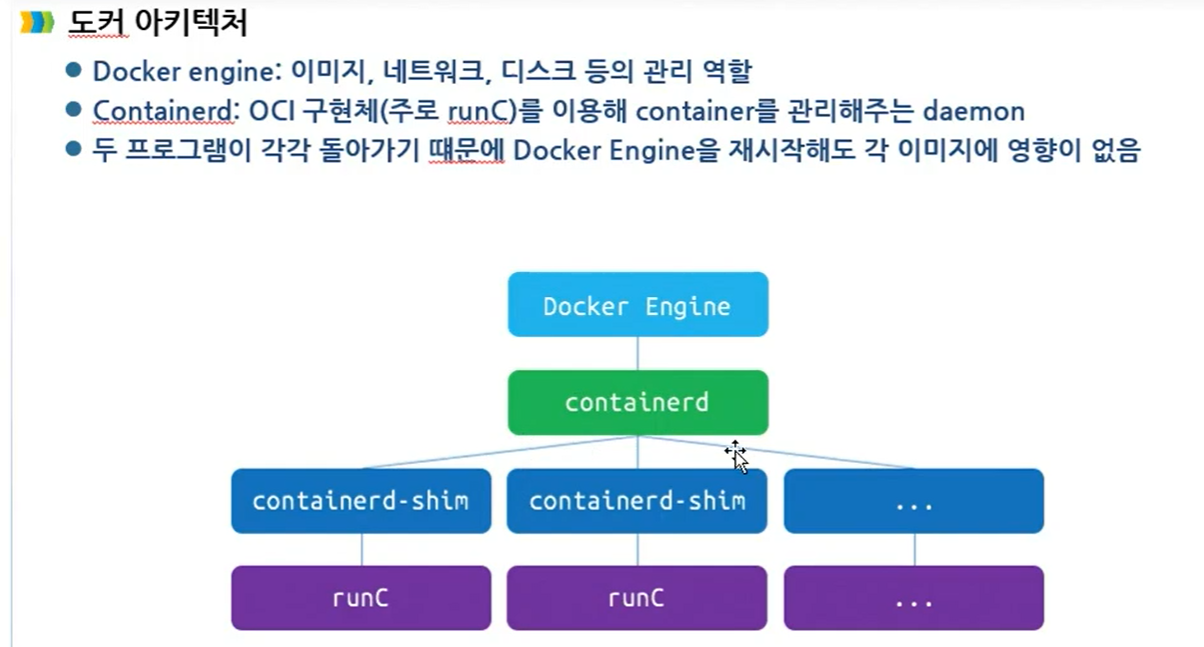 도커 아키텍처
Docker engine: 이미지, 네트워크, 디스크 등의 관리 역할
Containerd: OCI 구현체(주로 runC)를 이용해 container를 관리해주는 daemon
두 프로그램이 각각 돌아가기 떄문에 Docker Engine을 재시작해도 각 이미지에 영향이 없음
Docker Engine
containerd
containerd-shim containerd-shim ...
runC runC ...